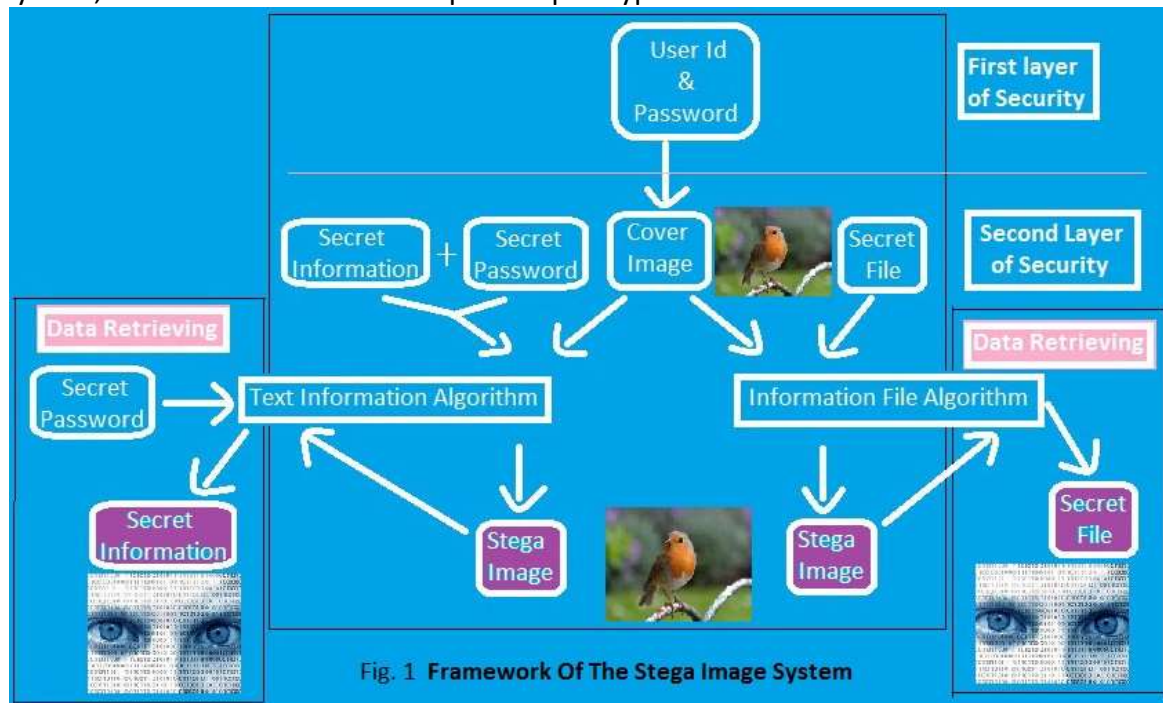 User Id
&
Password
First layer
of Security
Secret
Information
+
Secret
Password
Cover
Image
Secret
File
Second Layer
of Security
Data Retrieving
Data Retrieving
Secret
Password
Text Information Algorithm
Information File Algorithm
Secret
Information
Stega
Image
Stega
Image
Secret
File
Fig. 1 Framework Of The Stega Image System